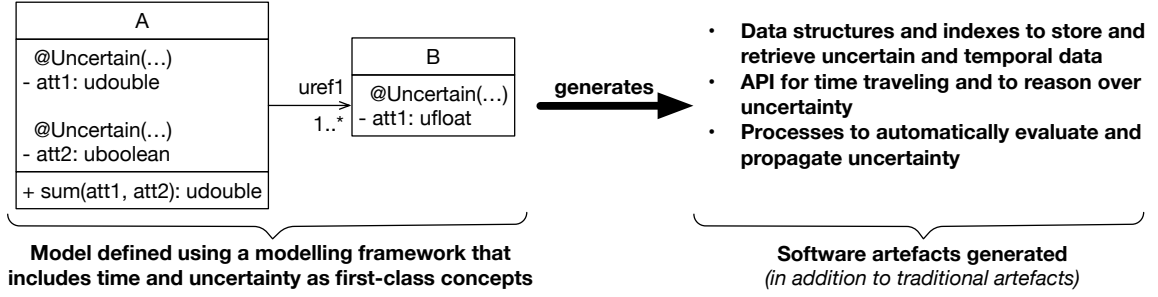 A
@Uncertain(…)
- att1: udouble
@Uncertain(…)
- att2: uboolean
+ sum(att1, att2): udouble
uref1
1..*
B
@Uncertain(…)
- att1: ufloat
generates
• Data structures and indexes to store and
retrieve uncertain and temporal data
• API for time traveling and to reason over
uncertainty
• Processes to automatically evaluate and
propagate uncertainty
Model defined using a modelling framework that
includes time and uncertainty as first-class concepts
Software artefacts generated
(in addition to traditional artefacts)